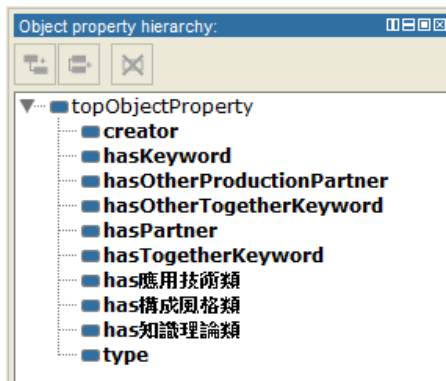 Object property hierarchy:
topObjectProperty
creator
hasKeyword
hasOtherProductionPartner
hasOtherTogetherKeyword
hasPartner
hasTogetherKeyword
has應用技術類
has構成風格類
has知識理論類
type